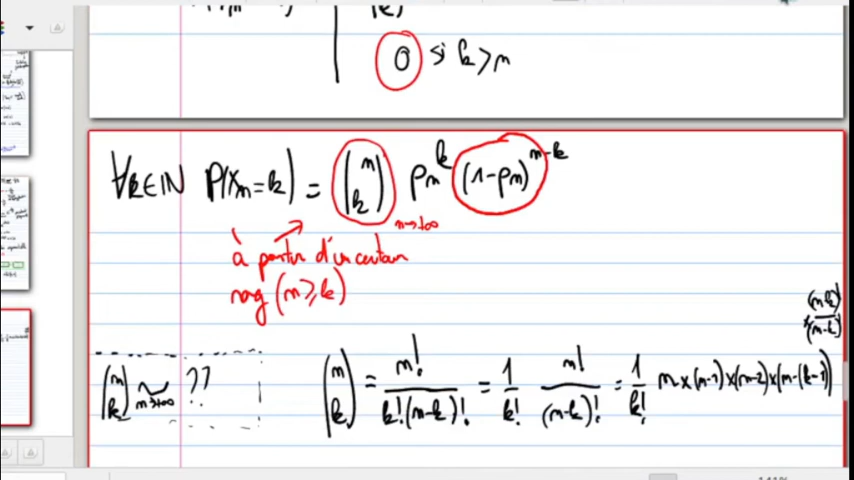 0 si k > n
∀k∈ℕ P(Xn=k) = (n k) pn^k (1-pn)^n-k
n→+∞
à partir d'un certain
rang (n ≥ k)
(n k) ~ n→+∞ ?? (n k) = n! / k!(n-k)! = 1/k! n!/(n-k)! = 1/k! n×(n-1)×(n-2)×(n-(k-1))